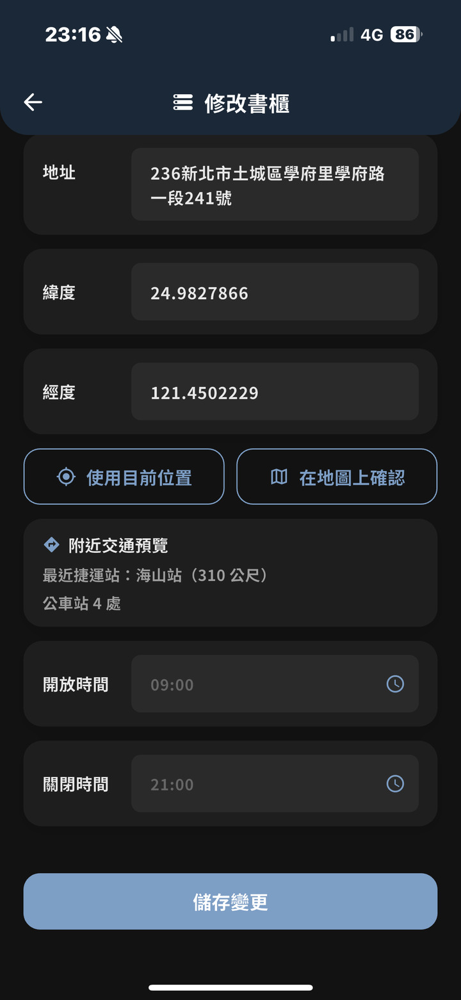 23:16
4G
86
修改書櫃
地址
236新北市土城區學府里學府路
一段241號
緯度
24.9827866
經度
121.4502229
使用目前位置
在地圖上確認
附近交通預覽
最近捷運站：海山站（310 公尺）
公車站 4 處
開放時間
09:00
關閉時間
21:00
儲存變更